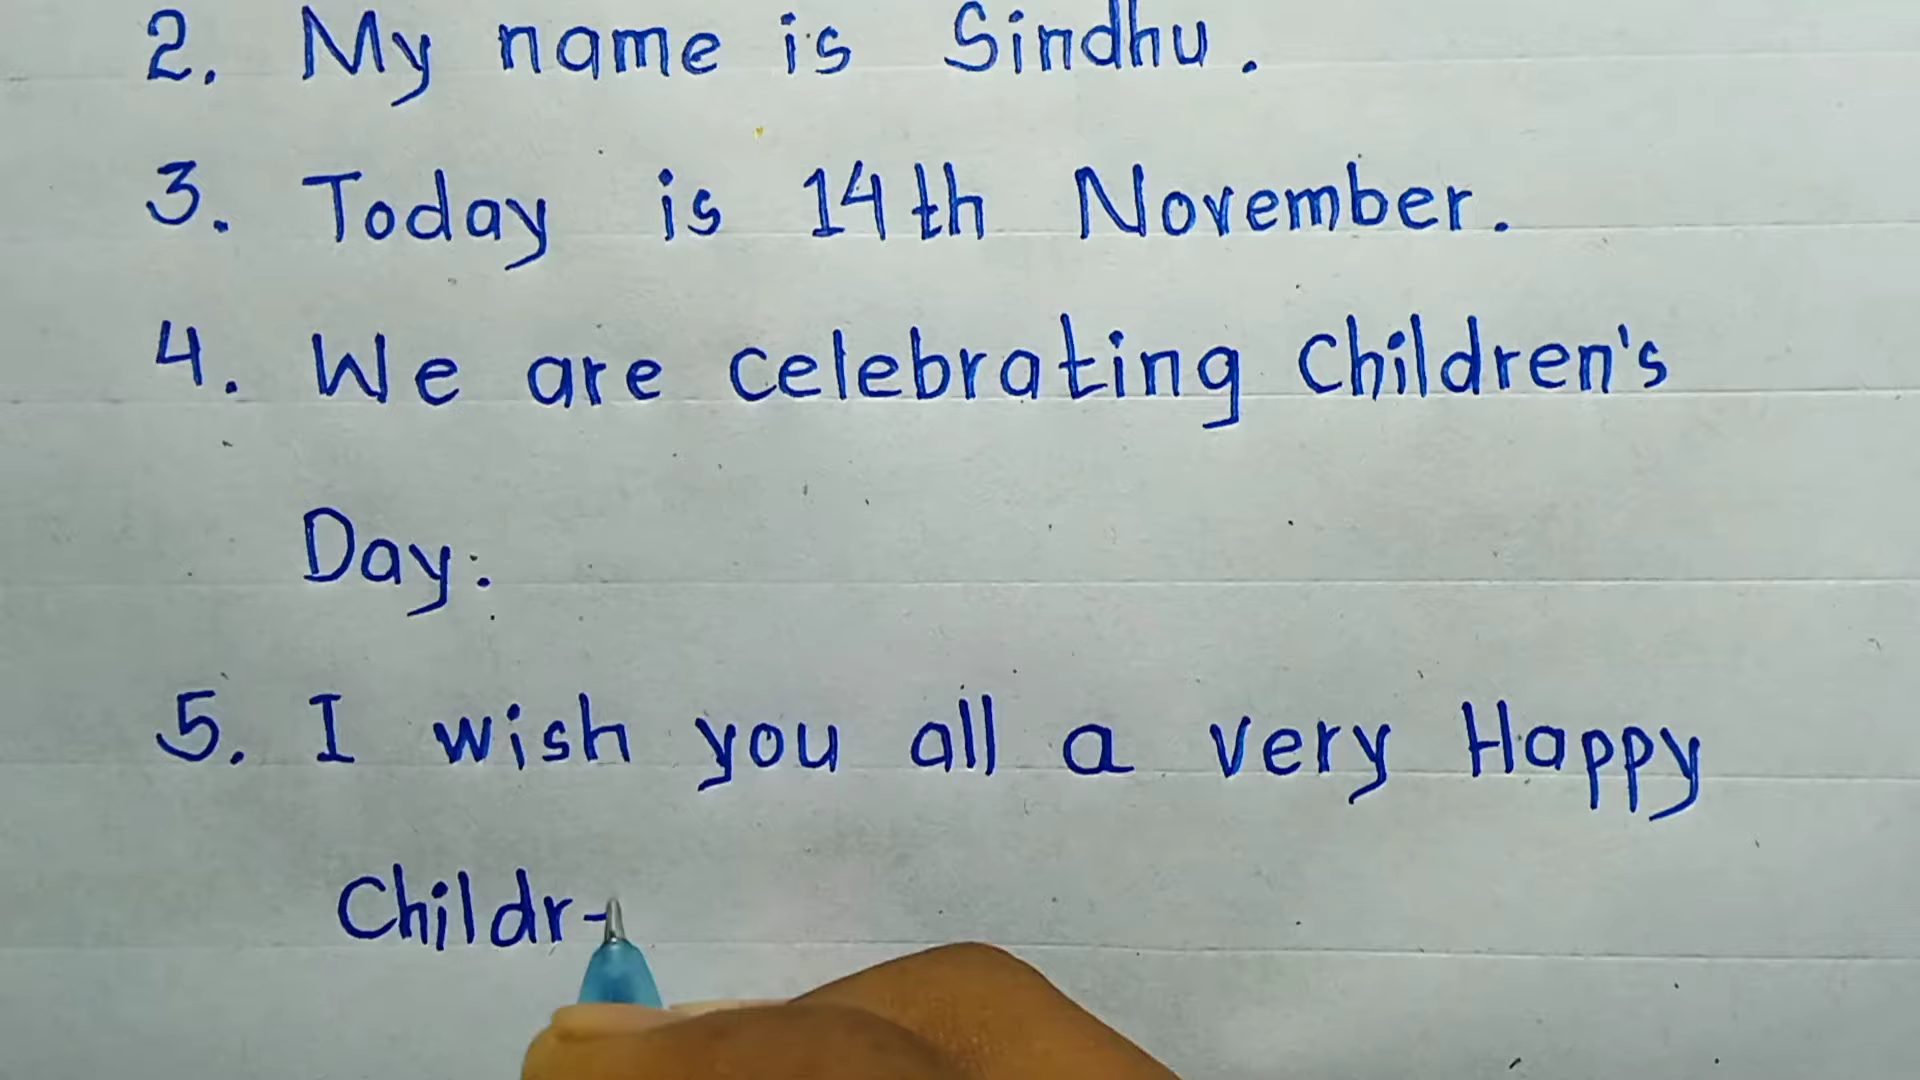 2. My name is Sindhu.
3. Today is 14th November.
4. We are celebrating Children's
Day.
5. I wish you all a very Happy
Childr